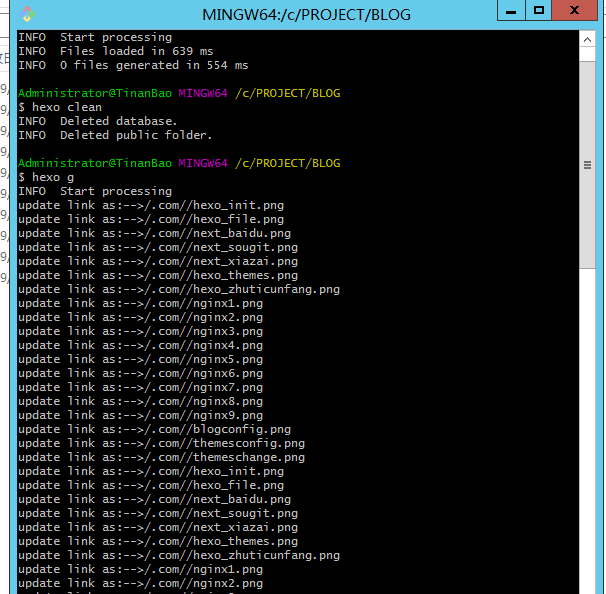 MINGW64:/c/PROJECT/BLOG
INFO  Start processing
INFO  Files loaded in 639 ms
INFO  0 files generated in 554 ms
Administrator@TinanBao MINGW64 /c/PROJECT/BLOG
$ hexo clean
INFO  Deleted database.
INFO  Deleted public folder.
Administrator@TinanBao MINGW64 /c/PROJECT/BLOG
$ hexo g
INFO  Start processing
update link as:-->/.com//hexo_init.png
update link as:-->/.com//hexo_file.png
update link as:-->/.com//next_baidu.png
update link as:-->/.com//next_sougit.png
update link as:-->/.com//next_xiazai.png
update link as:-->/.com//hexo_themes.png
update link as:-->/.com//hexo_zhuticunfang.png
update link as:-->/.com//nginx1.png
update link as:-->/.com//nginx2.png
update link as:-->/.com//nginx3.png
update link as:-->/.com//nginx4.png
update link as:-->/.com//nginx5.png
update link as:-->/.com//nginx6.png
update link as:-->/.com//nginx7.png
update link as:-->/.com//nginx8.png
update link as:-->/.com//nginx9.png
update link as:-->/.com//blogconfig.png
update link as:-->/.com//themesconfig.png
update link as:-->/.com//themeschange.png
update link as:-->/.com//hexo_init.png
update link as:-->/.com//hexo_file.png
update link as:-->/.com//next_baidu.png
update link as:-->/.com//next_sougit.png
update link as:-->/.com//next_xiazai.png
update link as:-->/.com//hexo_themes.png
update link as:-->/.com//hexo_zhuticunfang.png
update link as:-->/.com//nginx1.png
update link as:-->/.com//nginx2.png